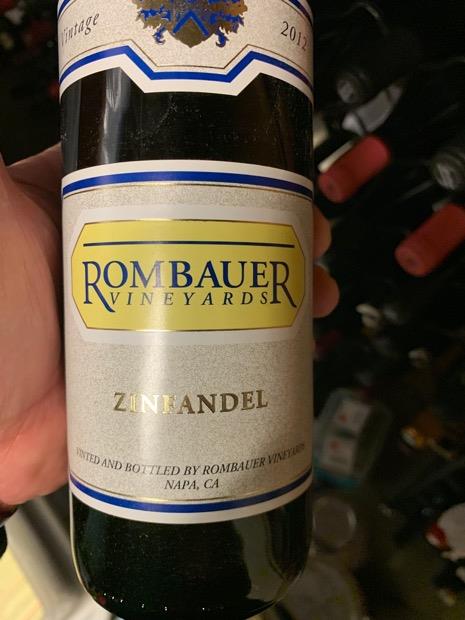 Vintage 2012
ROMBAUER
VINEYARDS
ZINFANDEL
VINTED AND BOTTLED BY ROMBAUER VINEYARDS
NAPA, CA